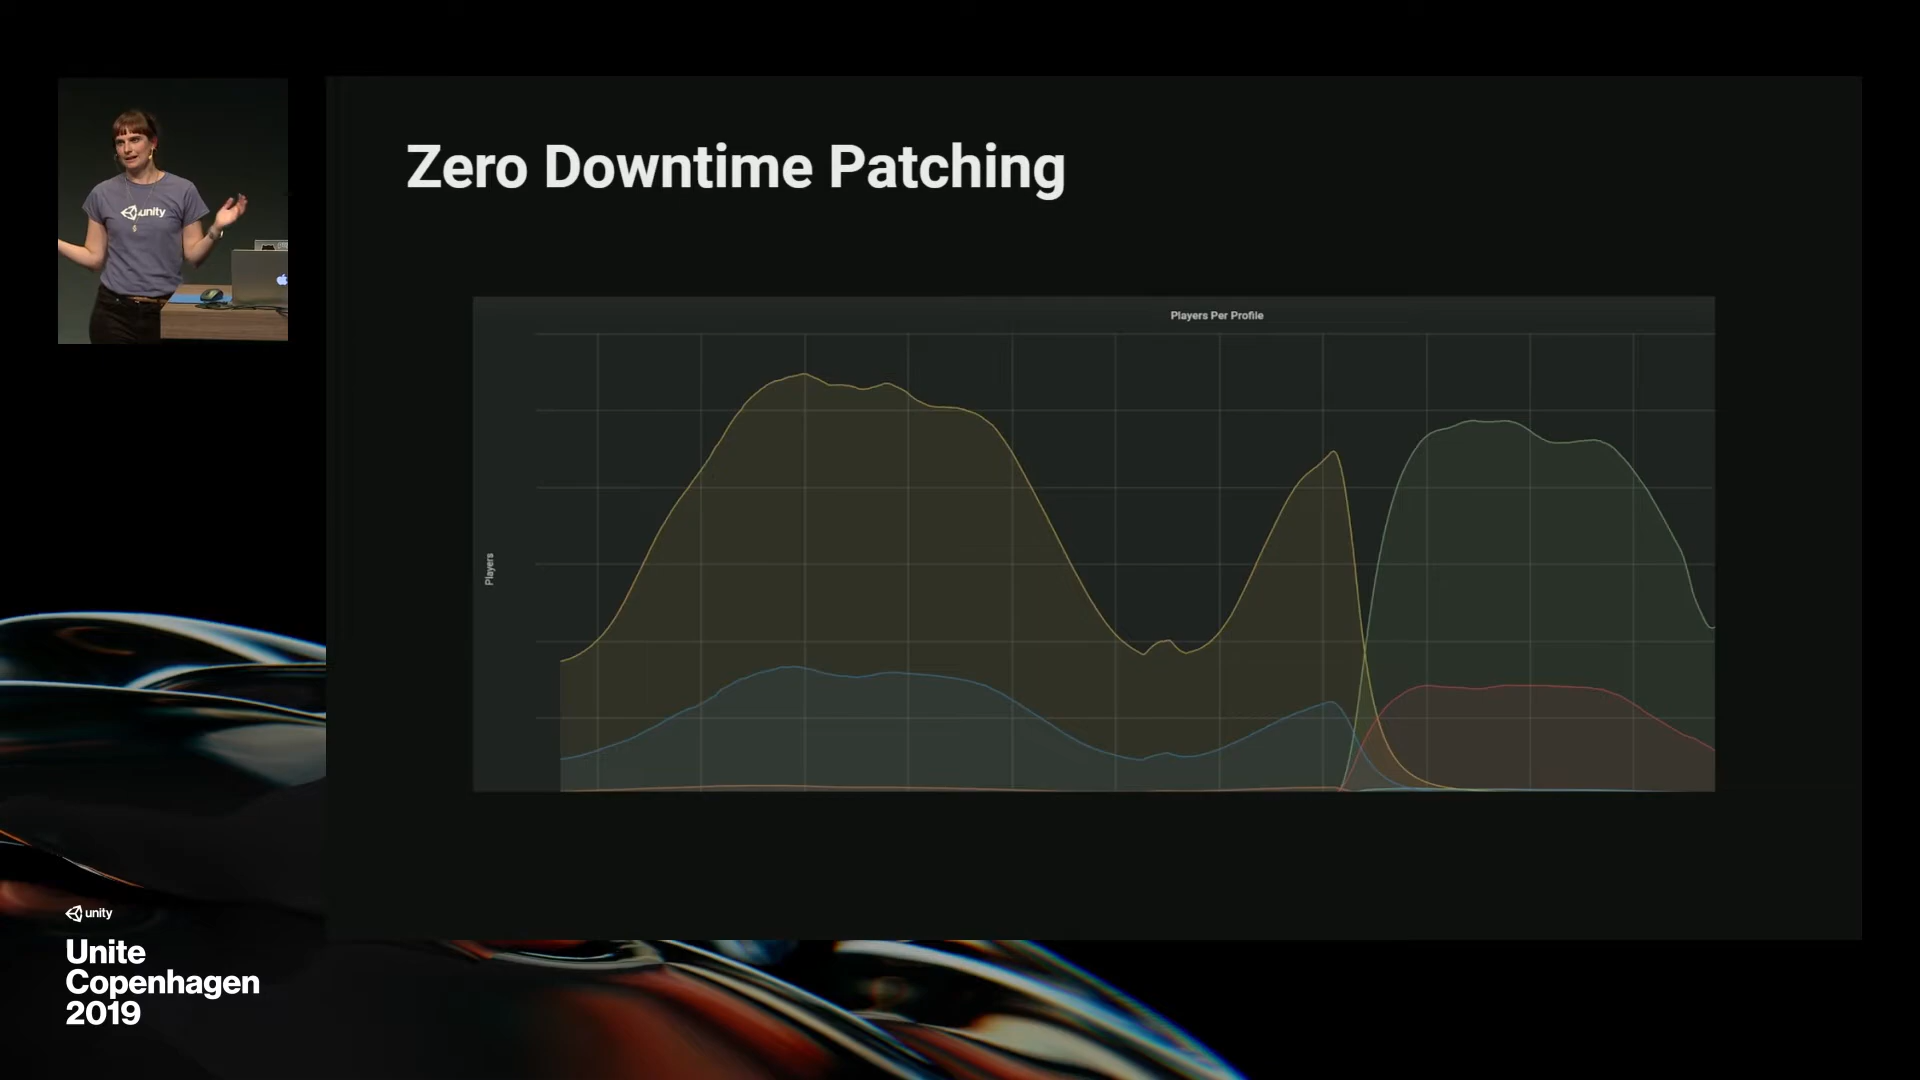 unity
Zero Downtime Patching
Players Per Profile
Players
unity
Unite
Copenhagen
2019